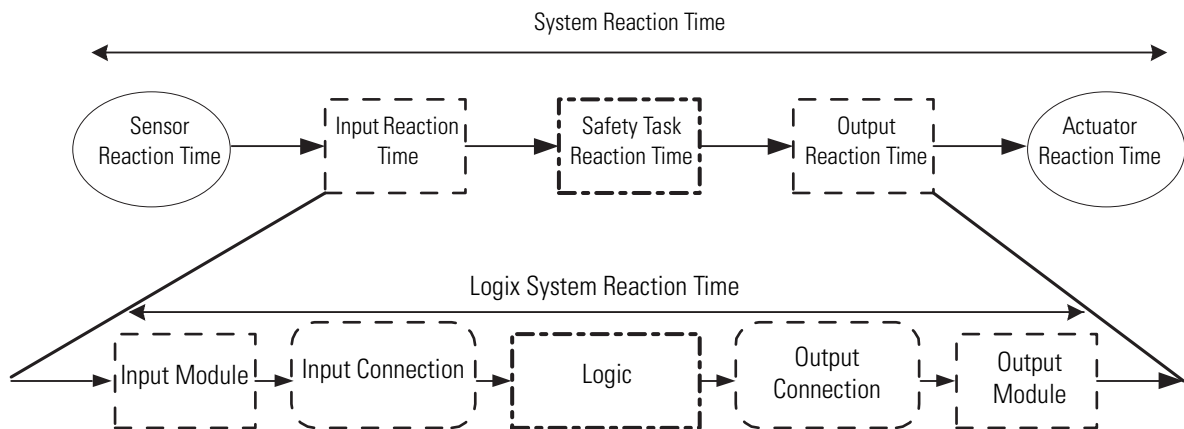 System Reaction Time
Sensor
Reaction Time
Input Reaction
Time
Safety Task
Reaction Time
Output
Reaction Time
Actuator
Reaction Time
Logix System Reaction Time
Input Module
Input Connection
Logic
Output
Connection
Output
Module